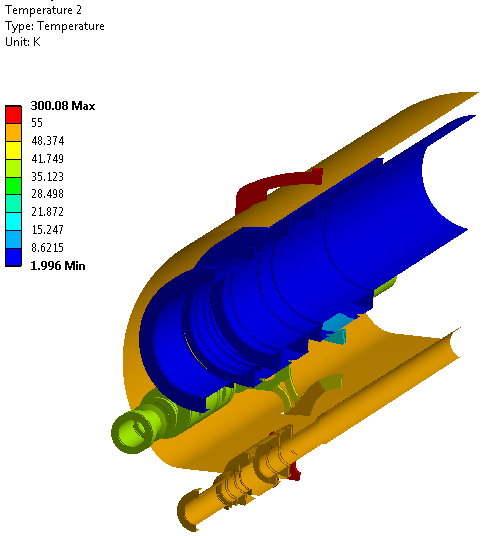 Temperature 2
Type: Temperature
Unit: K
300.08 Max
55
48.374
41.749
35.123
28.498
21.872
15.247
8.6215
1.996 Min